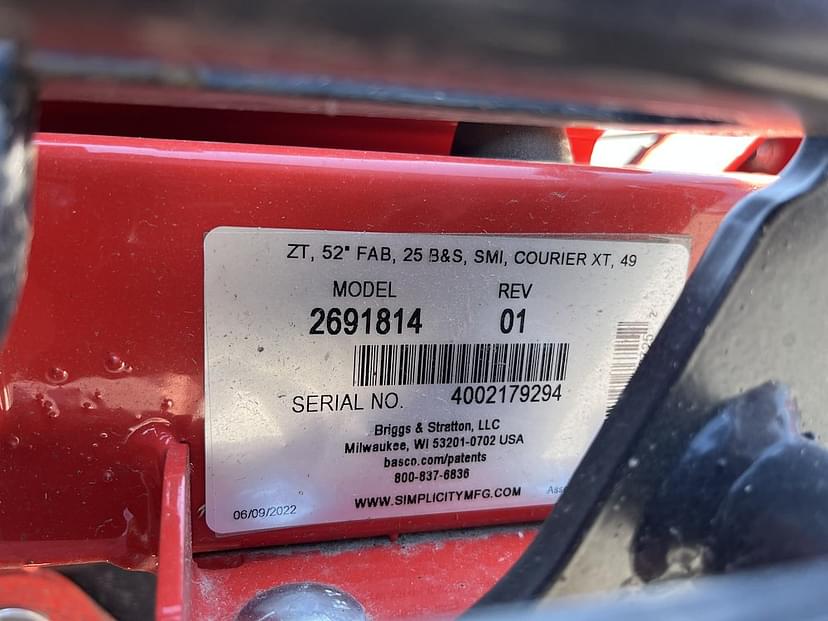 ZT, 52" FAB, 25 B&S, SMI, COURIER XT, 49
MODEL REV
2691814 01
SERIAL NO. 4002179294
Briggs & Stratton, LLC
Milwaukee, WI 53201-0702 USA
basco.com/patents
800-837-6836
WWW.SIMPLICITYMFG.COM
06/09/2022